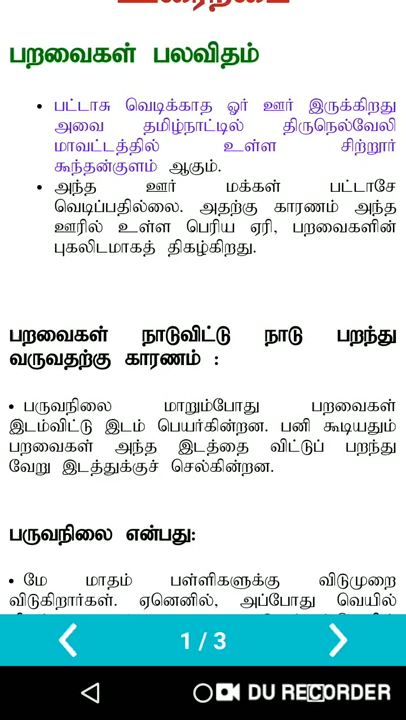 பறவைகள் பலவிதம்
• பட்டாசு வெடிக்காத ஓர் ஊர் இருக்கிறது
அவை தமிழ்நாட்டில் திருநெல்வேலி
மாவட்டத்தில் உள்ள சிற்றூர்
கூந்தன்குளம் ஆகும்.
• அந்த ஊர் மக்கள் பட்டாசே
வெடிப்பதில்லை. அதற்கு காரணம் அந்த
ஊரில் உள்ள பெரிய ஏரி, பறவைகளின்
புகலிடமாகத் திகழ்கிறது.
பறவைகள் நாடுவிட்டு நாடு பறந்து
வருவதற்கு காரணம் :
• பருவநிலை மாறும்போது பறவைகள்
இடம்விட்டு இடம் பெயர்கின்றன. பனி கூடியதும்
பறவைகள் அந்த இடத்தை விட்டுப் பறந்து
வேறு இடத்துக்குச் செல்கின்றன.
பருவநிலை என்பது:
• மே மாதம் பள்ளிகளுக்கு விடுமுறை
விடுகிறார்கள். ஏனெனில், அப்போது வெயில்
1 / 3
DU RECORDER